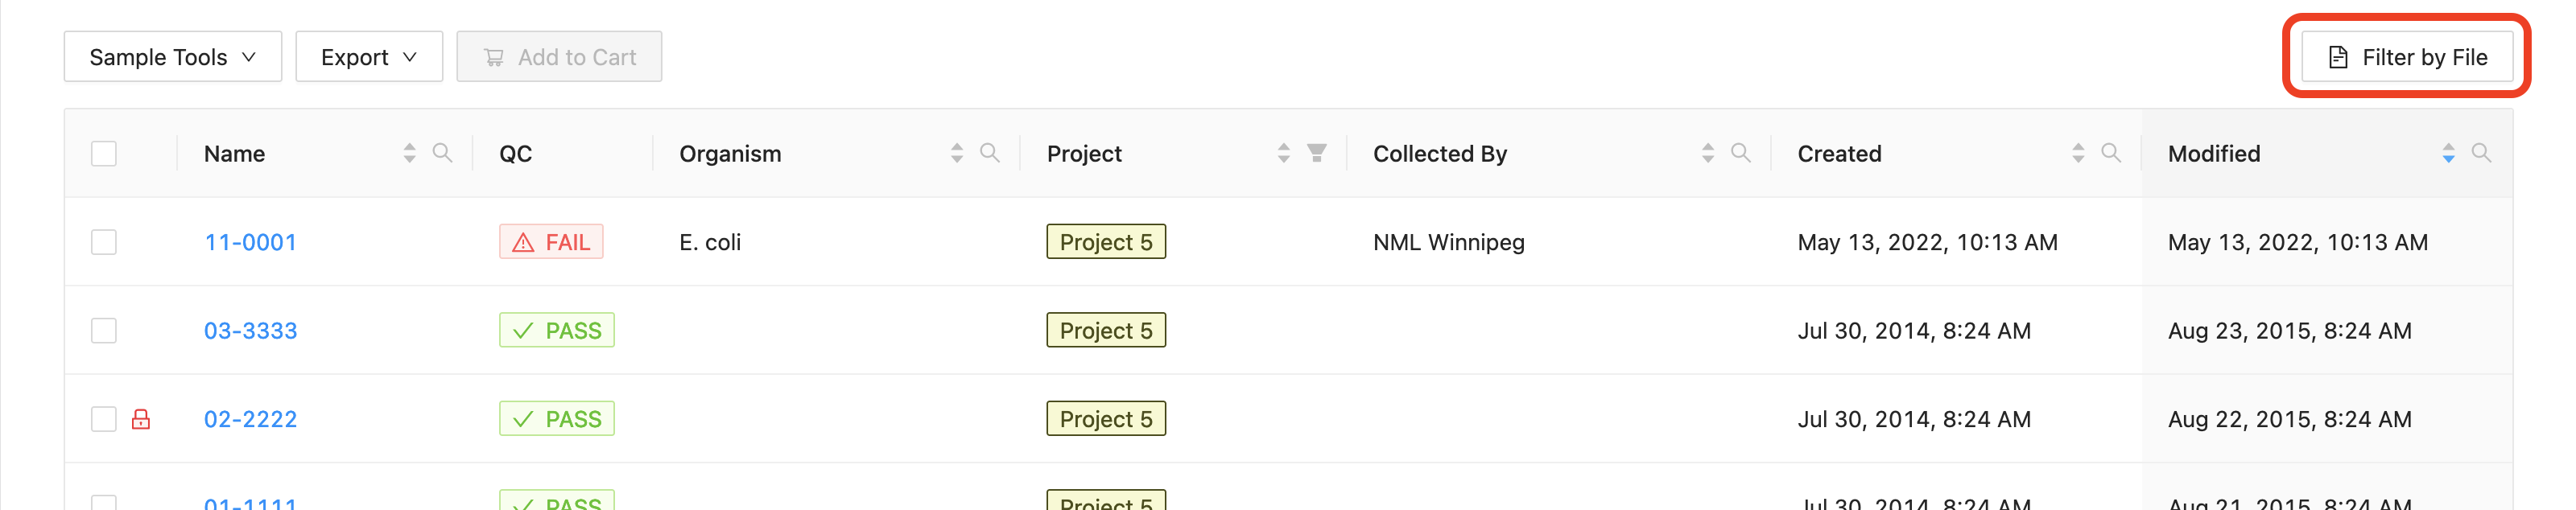 Sample Tools Export Add to Cart Filter by File
Name QC Organism Project Collected By Created Modified
11-0001 FAIL E. coli Project 5 NML Winnipeg May 13, 2022, 10:13 AM May 13, 2022, 10:13 AM
03-3333 PASS Project 5 Jul 30, 2014, 8:24 AM Aug 23, 2015, 8:24 AM
02-2222 PASS Project 5 Jul 30, 2014, 8:24 AM Aug 22, 2015, 8:24 AM
01-1111 PASS Project 5 Jul 30, 2014, 8:24 AM Aug 21, 2015, 8:24 AM